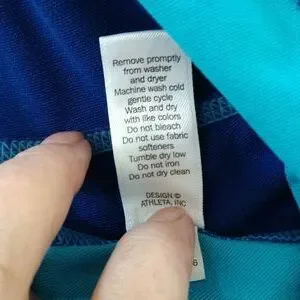 Remove promptly
from washer
and dryer
Machine wash cold
gentle cycle
Wash and dry
with like colors
Do not bleach
Do not use fabric
softeners
Tumble dry low
Do not iron
Do not dry clean
DESIGN ©
ATHLETA, INC
6